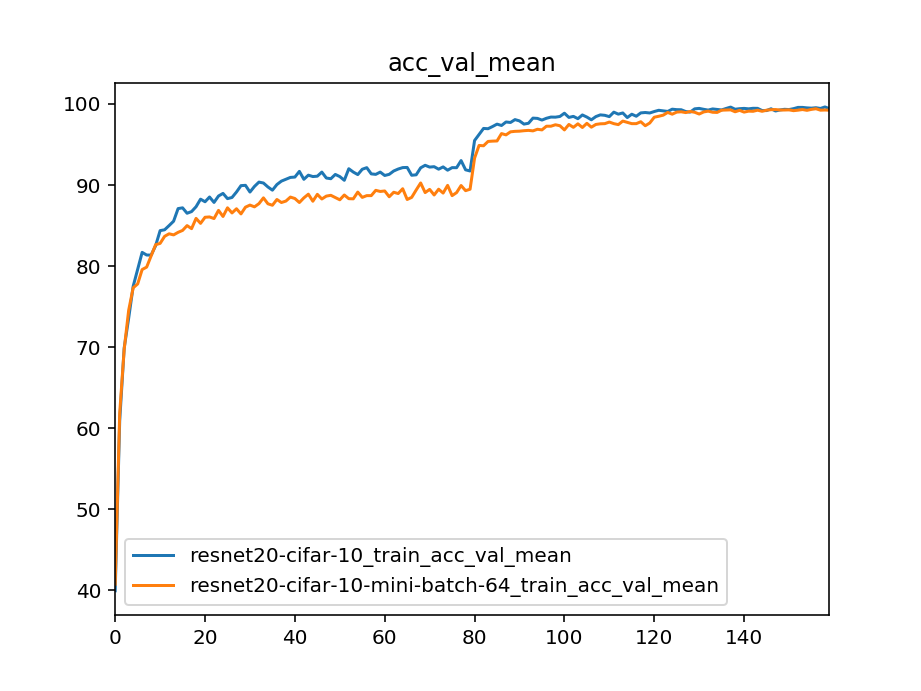 acc_val_mean
100
90
80
70
60
50
40
resnet20-cifar-10_train_acc_val_mean
resnet20-cifar-10-mini-batch-64_train_acc_val_mean
0 20 40 60 80 100 120 140